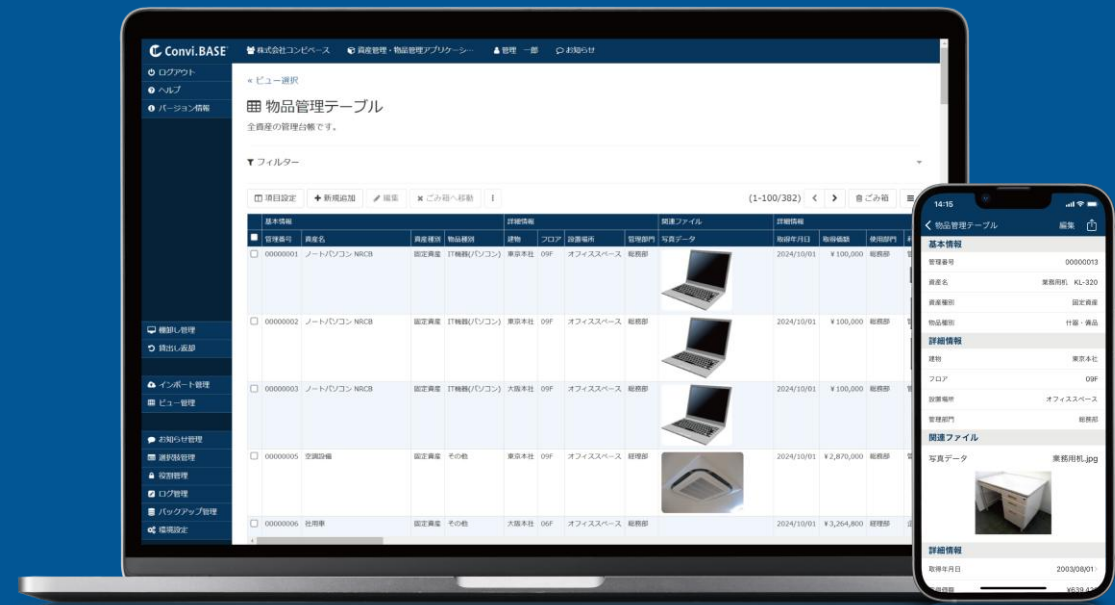 Convi.BASE
株式会社コンビベース
資産管理・物品管理アプリケーシ…
管理 一郎
お知らせ
ログアウト
ヘルプ
バージョン情報
« ビュー選択
物品管理テーブル
全資産の管理台帳です。
フィルター
項目設定 新規追加 編集 ごみ箱へ移動 (1-100/382) ごみ箱
基本情報 詳細情報 関連ファイル 詳細情報
管理番号 資産名 資産種別 物品種別 建物 フロア 設置場所 管理部門 写真データ 取得年月日 取得価額 使用部門
00000001 ノートパソコン NRCB 固定資産 IT機器(パソコン) 東京本社 09F オフィススペース 総務部 2024/10/01 ¥100,000 総務部
00000002 ノートパソコン NRCB 固定資産 IT機器(パソコン) 東京本社 09F オフィススペース 総務部 2024/10/01 ¥100,000 総務部
00000003 ノートパソコン NRCB 固定資産 IT機器(パソコン) 大阪本社 09F オフィススペース 総務部 2024/10/01 ¥100,000 総務部
00000005 空調設備 固定資産 その他 東京本社 09F オフィススペース 経理部 2024/10/01 ¥2,870,000 総務部
00000006 社用車 固定資産 その他 大阪本社 06F オフィススペース 総務部 2024/10/01 ¥3,264,800 経理部
棚卸し管理
貸出し返却
インポート管理
ビュー管理
お知らせ管理
選択肢管理
役割管理
ログ管理
バックアップ管理
環境設定
14:15
物品管理テーブル 編集
基本情報
管理番号 00000013
資産名 業務用机 KL-320
資産種別 固定資産
物品種別 什器・備品
詳細情報
建物 東京本社
フロア 09F
設置場所 オフィススペース
管理部門 総務部
関連ファイル
写真データ 業務用机.jpg
詳細情報
取得年月日 2003/08/01